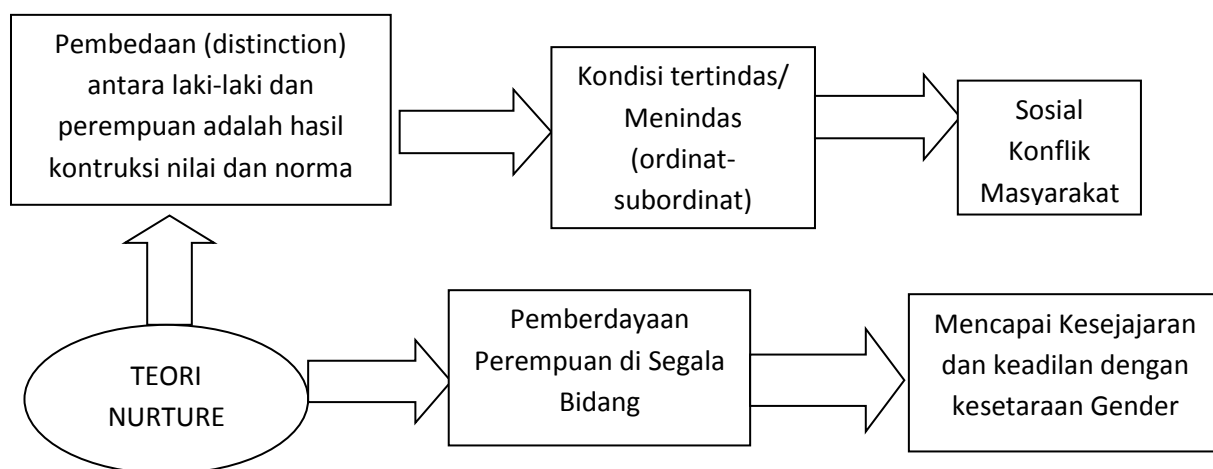 Pembedaan (distinction)
antara laki-laki dan
perempuan adalah hasil
kontruksi nilai dan norma
Kondisi tertindas/
Menindas
(ordinat-
subordinat)
Sosial
Konflik
Masyarakat
TEORI
NURTURE
Pemberdayaan
Perempuan di Segala
Bidang
Mencapai Kesejajaran
dan keadilan dengan
kesetaraan Gender